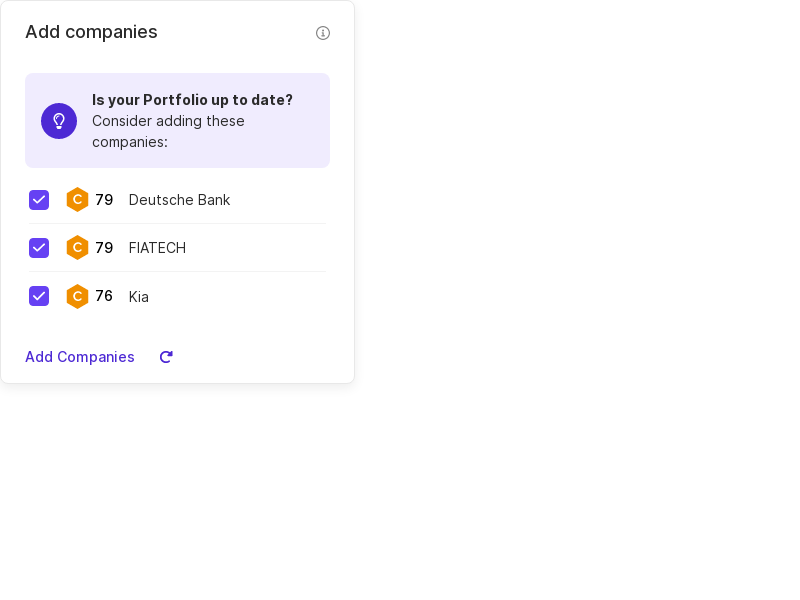 Add companies
Is your Portfolio up to date?
Consider adding these
companies:
C 79 Deutsche Bank
C 79 FIATECH
C 76 Kia
Add Companies